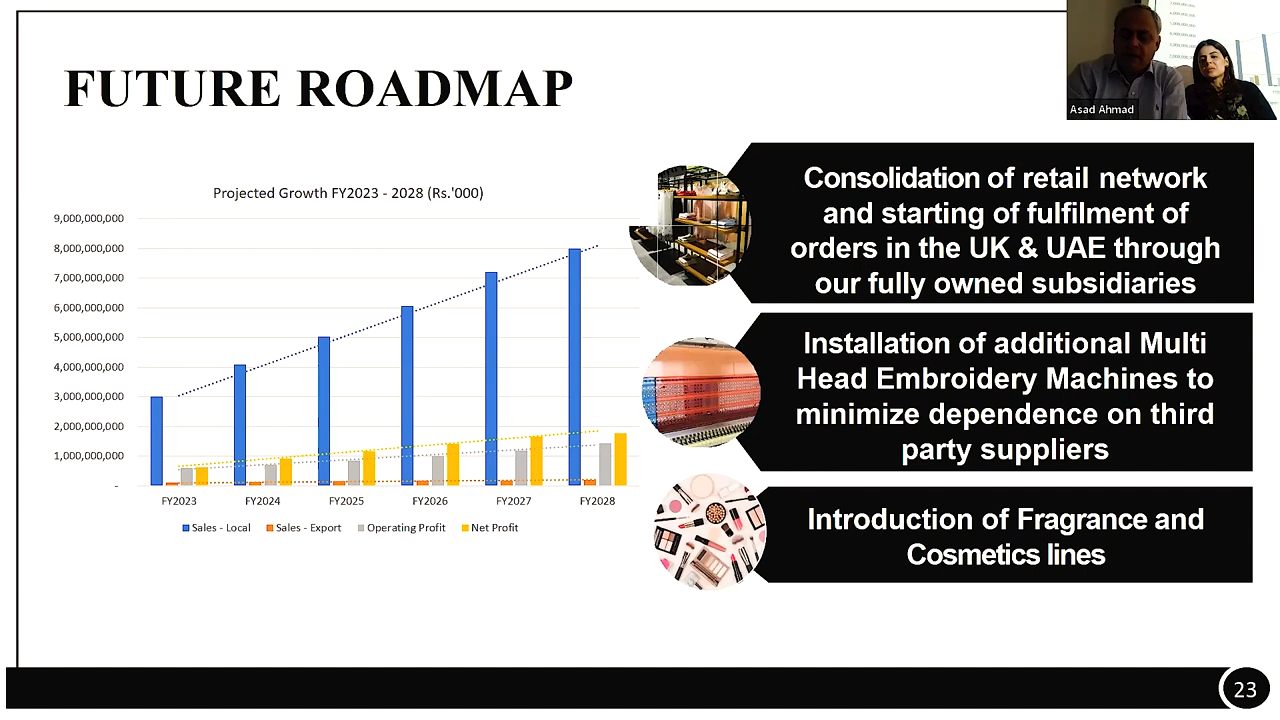 FUTURE ROADMAP
Asad Ahmad
Projected Growth FY2023 - 2028 (Rs.'000)
9,000,000,000
8,000,000,000
7,000,000,000
6,000,000,000
5,000,000,000
4,000,000,000
3,000,000,000
2,000,000,000
1,000,000,000
-
FY2023 FY2024 FY2025 FY2026 FY2027 FY2028
Sales - Local Sales - Export Operating Profit Net Profit
Consolidation of retail network
and starting of fulfilment of
orders in the UK & UAE through
our fully owned subsidiaries
Installation of additional Multi
Head Embroidery Machines to
minimize dependence on third
party suppliers
Introduction of Fragrance and
Cosmetics lines
23